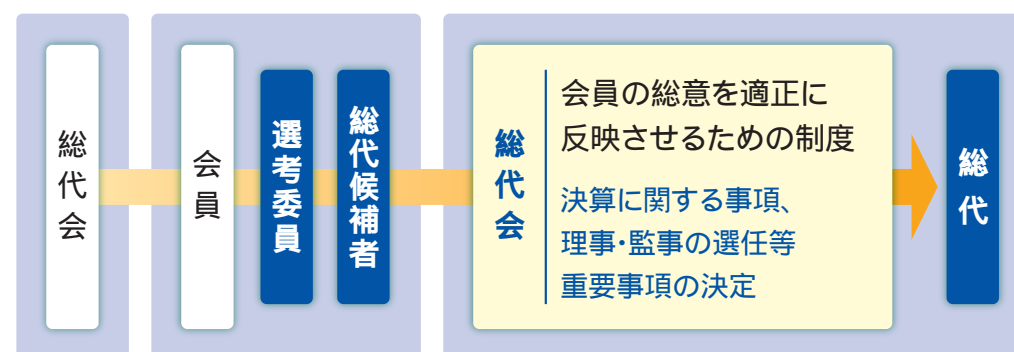 総代会
会員
選考委員
総代候補者
総代会
会員の総意を適正に
反映させるための制度
決算に関する事項、
理事・監事の選任等
重要事項の決定
総代